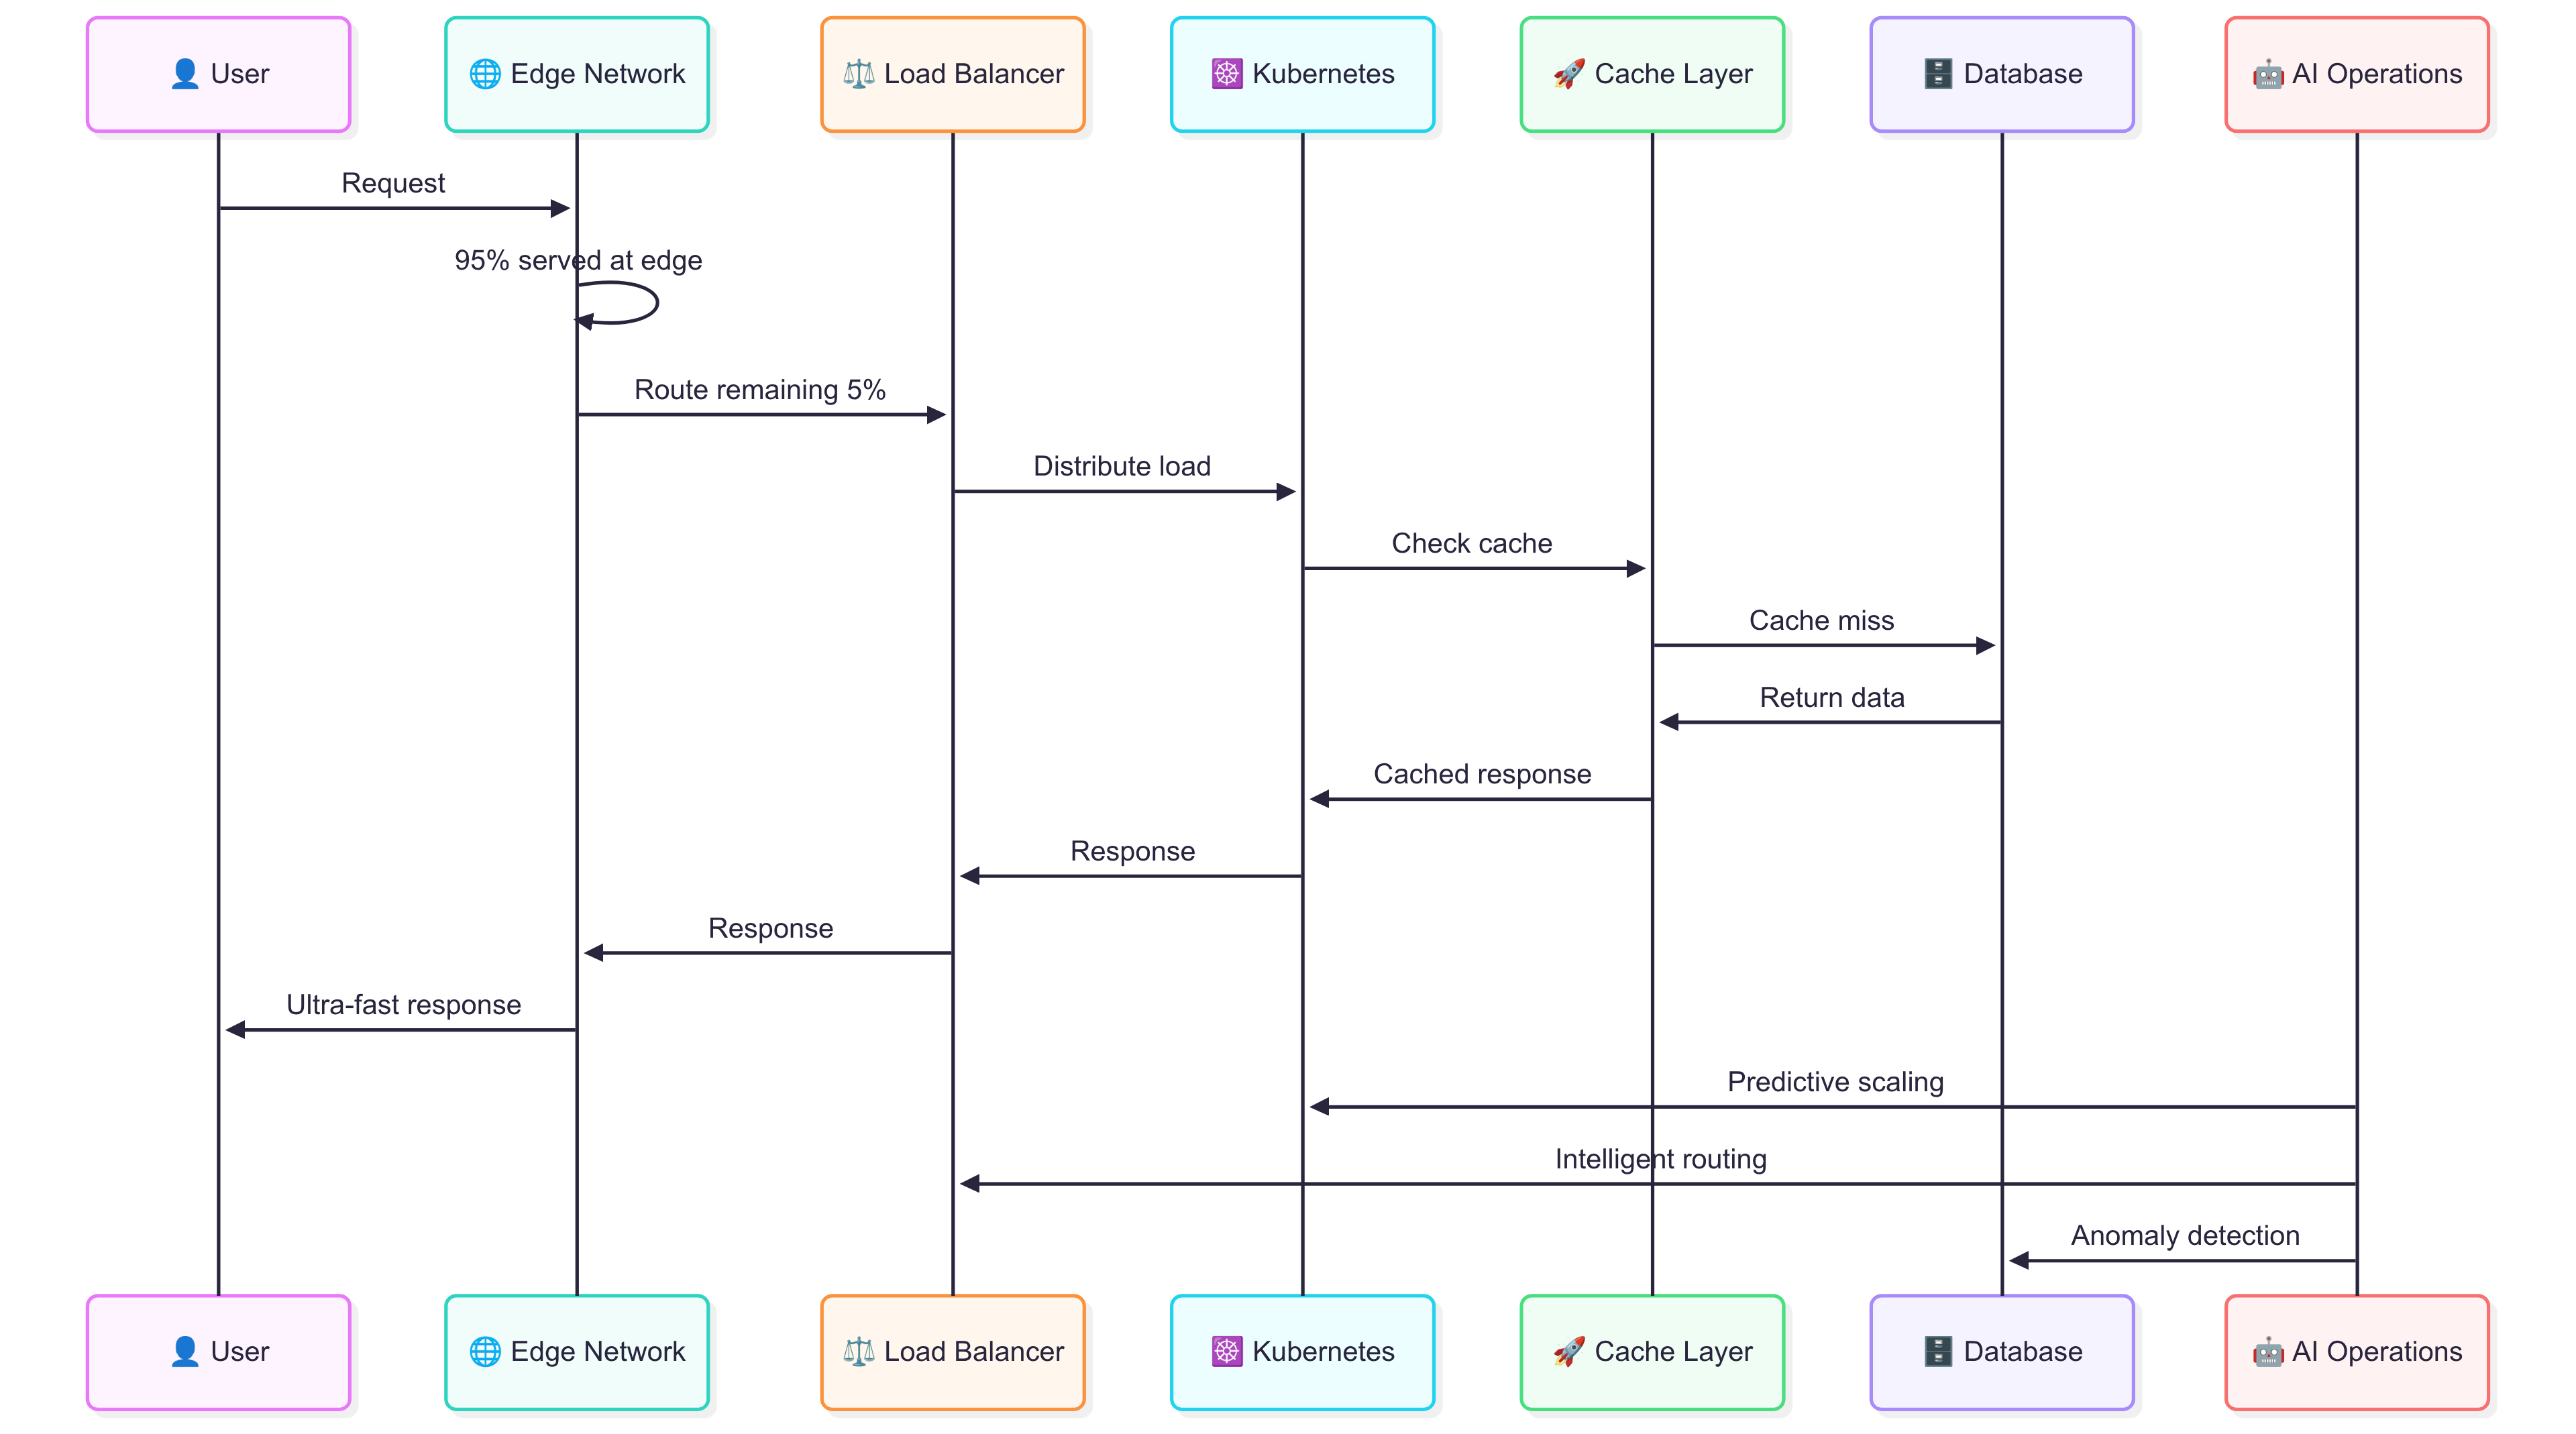 👤 User
🌐 Edge Network
⚖️ Load Balancer
☸️ Kubernetes
🚀 Cache Layer
🗄️ Database
🤖 AI Operations
Request
95% served at edge
Route remaining 5%
Distribute load
Check cache
Cache miss
Return data
Cached response
Response
Response
Ultra-fast response
Predictive scaling
Intelligent routing
Anomaly detection
👤 User
🌐 Edge Network
⚖️ Load Balancer
☸️ Kubernetes
🚀 Cache Layer
🗄️ Database
🤖 AI Operations